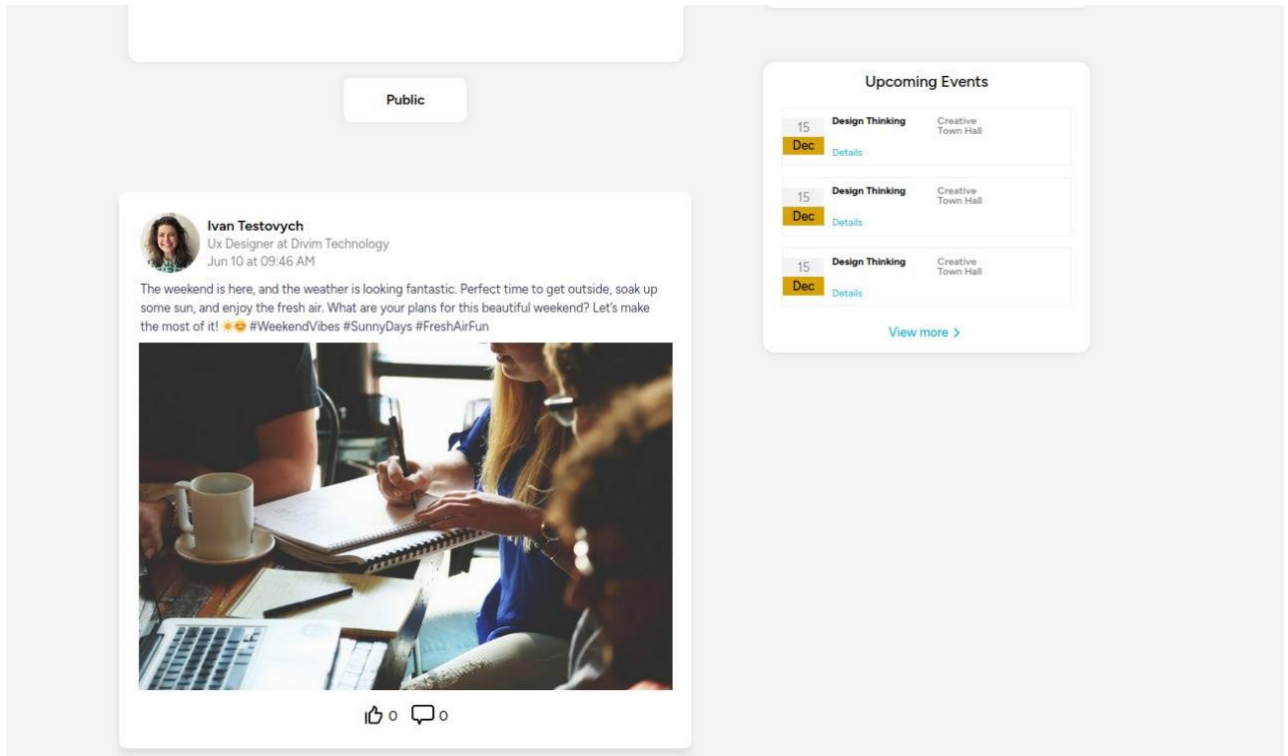 Public
Ivan Testovych
Ux Designer at Divim Technology
Jun 10 at 09:46 AM
The weekend is here, and the weather is looking fantastic. Perfect time to get outside, soak up
some sun, and enjoy the fresh air. What are your plans for this beautiful weekend? Let's make
the most of it! ☀️😊 #WeekendVibes #SunnyDays #FreshAirFun
0 0
Upcoming Events
15
Dec
Design Thinking
Details
Creative
Town Hall
15
Dec
Design Thinking
Details
Creative
Town Hall
15
Dec
Design Thinking
Details
Creative
Town Hall
View more >